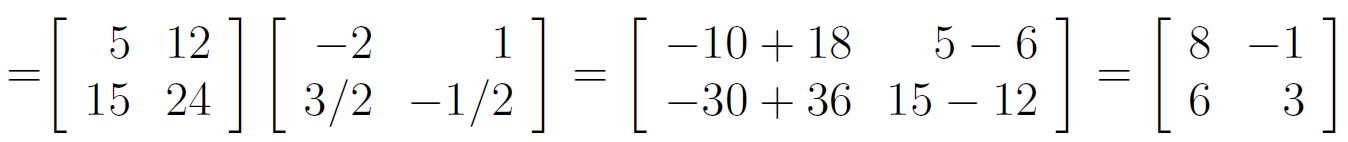 = [ 5 12 ] [ −2 1 ] = [ −10 + 18 5 − 6 ] = [ 8 −1 ]
[ 15 24 ] [ 3/2 −1/2 ] [ −30 + 36 15 − 12 ] [ 6 3 ]